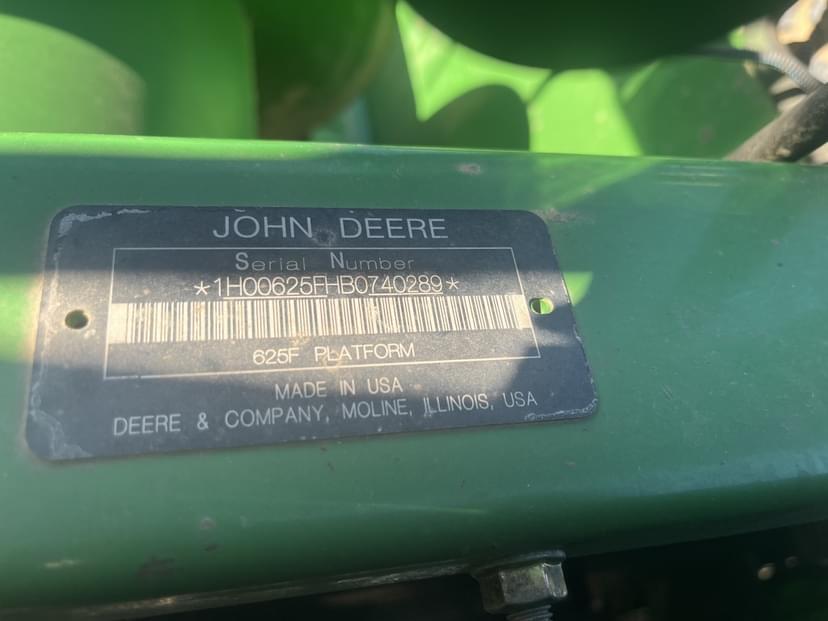 JOHN DEERE
Serial Number
*1H00625FHB0740289*
625F PLATFORM
MADE IN USA
DEERE & COMPANY, MOLINE, ILLINOIS, USA